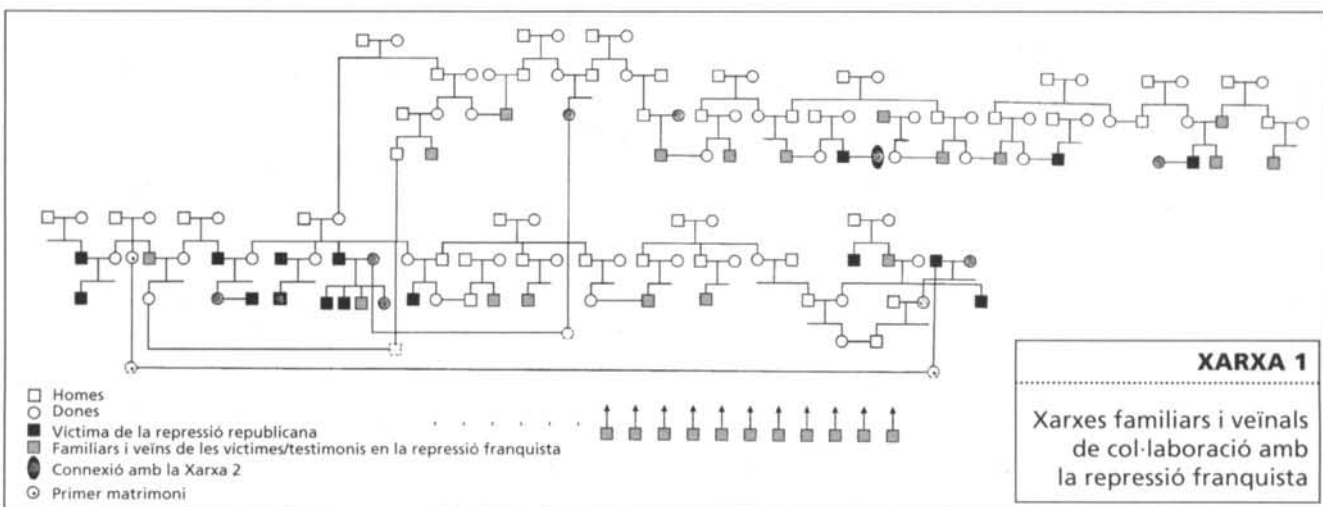 Homes
Dones
Víctima de la repressió republicana
Familiars i veïns de les víctimes/testimonis en la repressió franquista
Connexió amb la Xarxa 2
Primer matrimoni
XARXA 1
Xarxes familiars i veïnals
de col·laboració amb
la repressió franquista